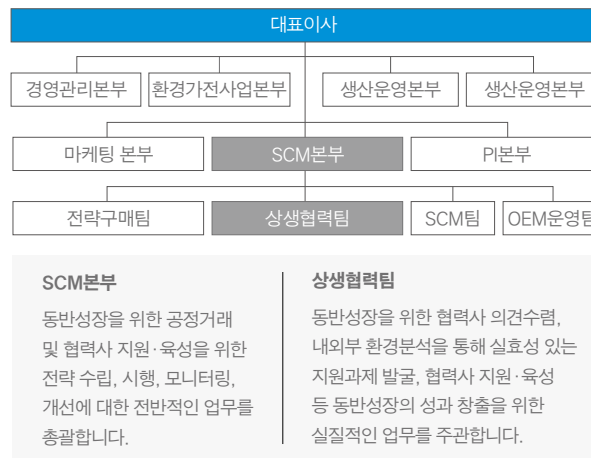 대표이사
경영관리본부 환경가전사업본부 생산운영본부 생산운영본부
마케팅 본부 SCM본부 PI본부
전략구매팀 상생협력팀 SCM팀 OEM운영팀
SCM본부
동반성장을 위한 공정거래
및 협력사 지원·육성을 위한
전략 수립, 시행, 모니터링,
개선에 대한 전반적인 업무를
총괄합니다.
상생협력팀
동반성장을 위한 협력사 의견수렴,
내외부 환경분석을 통해 실효성 있는
지원과제 발굴, 협력사 지원·육성
등 동반성장의 성과 창출을 위한
실질적인 업무를 주관합니다.